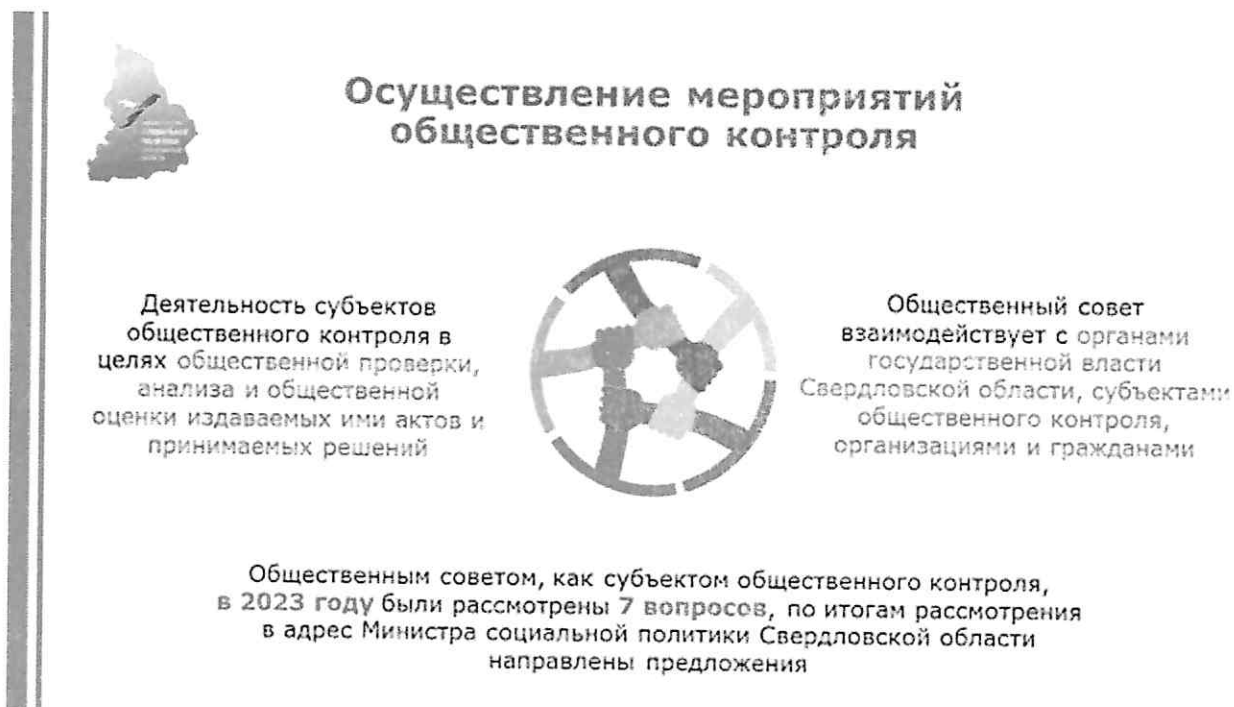 Осуществление мероприятий
общественного контроля
Деятельность субъектов
общественного контроля в
целях общественной проверки,
анализа и общественной
оценки издаваемых ими актов и
принимаемых решений
Общественный совет
взаимодействует с органами
государственной власти
Свердловской области, субъектами
общественного контроля,
организациями и гражданами
Общественным советом, как субъектом общественного контроля,
в 2023 году были рассмотрены 7 вопросов, по итогам рассмотрения
в адрес Министра социальной политики Свердловской области
направлены предложения